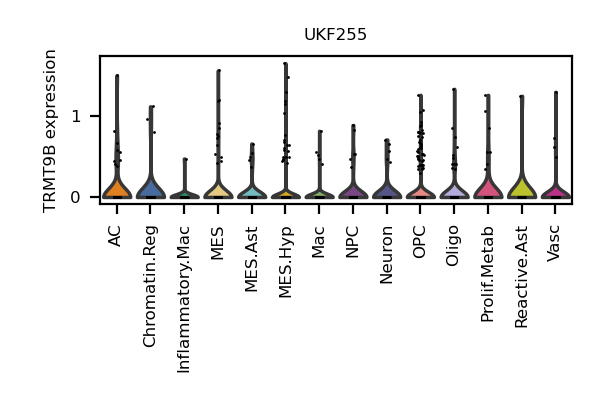 UKF255
TRMT9B expression
1
0
AC
Chromatin.Reg
Inflammatory.Mac
MES
MES.Ast
MES.Hyp
Mac
NPC
Neuron
OPC
Oligo
Prolif.Metab
Reactive.Ast
Vasc